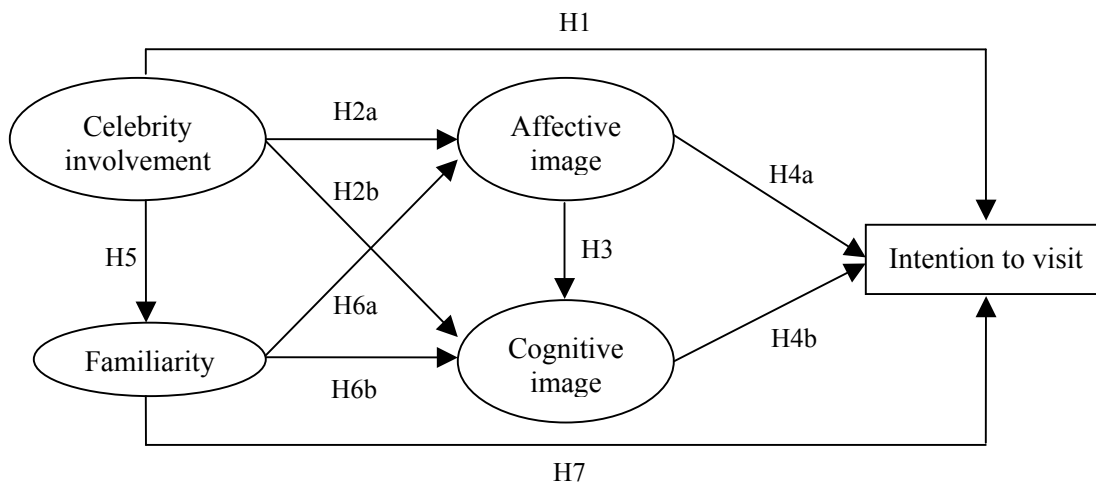 H1
Celebrity
involvement
H2a
Affective
image
H2b
H4a
H5
H3
Intention to visit
H6a
Familiarity
H6b
Cognitive
image
H4b
H7